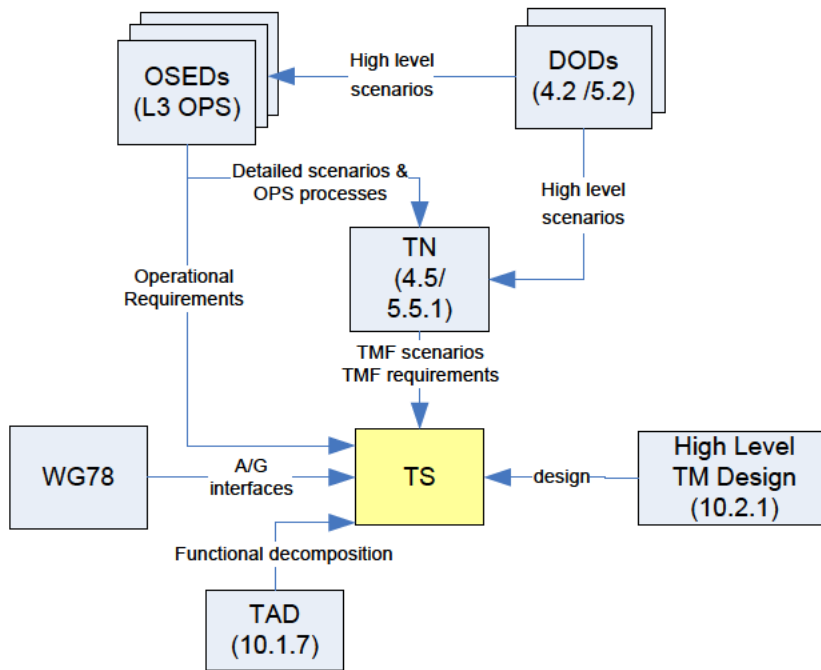 OSEDs
(L3 OPS)
High level
scenarios
DODs
(4.2 /5.2)
Detailed scenarios &
OPS processes
High level
scenarios
TN
(4.5/
5.5.1)
Operational
Requirements
TMF scenarios
TMF requirements
WG78
A/G
interfaces
TS
design
High Level
TM Design
(10.2.1)
Functional decomposition
TAD
(10.1.7)